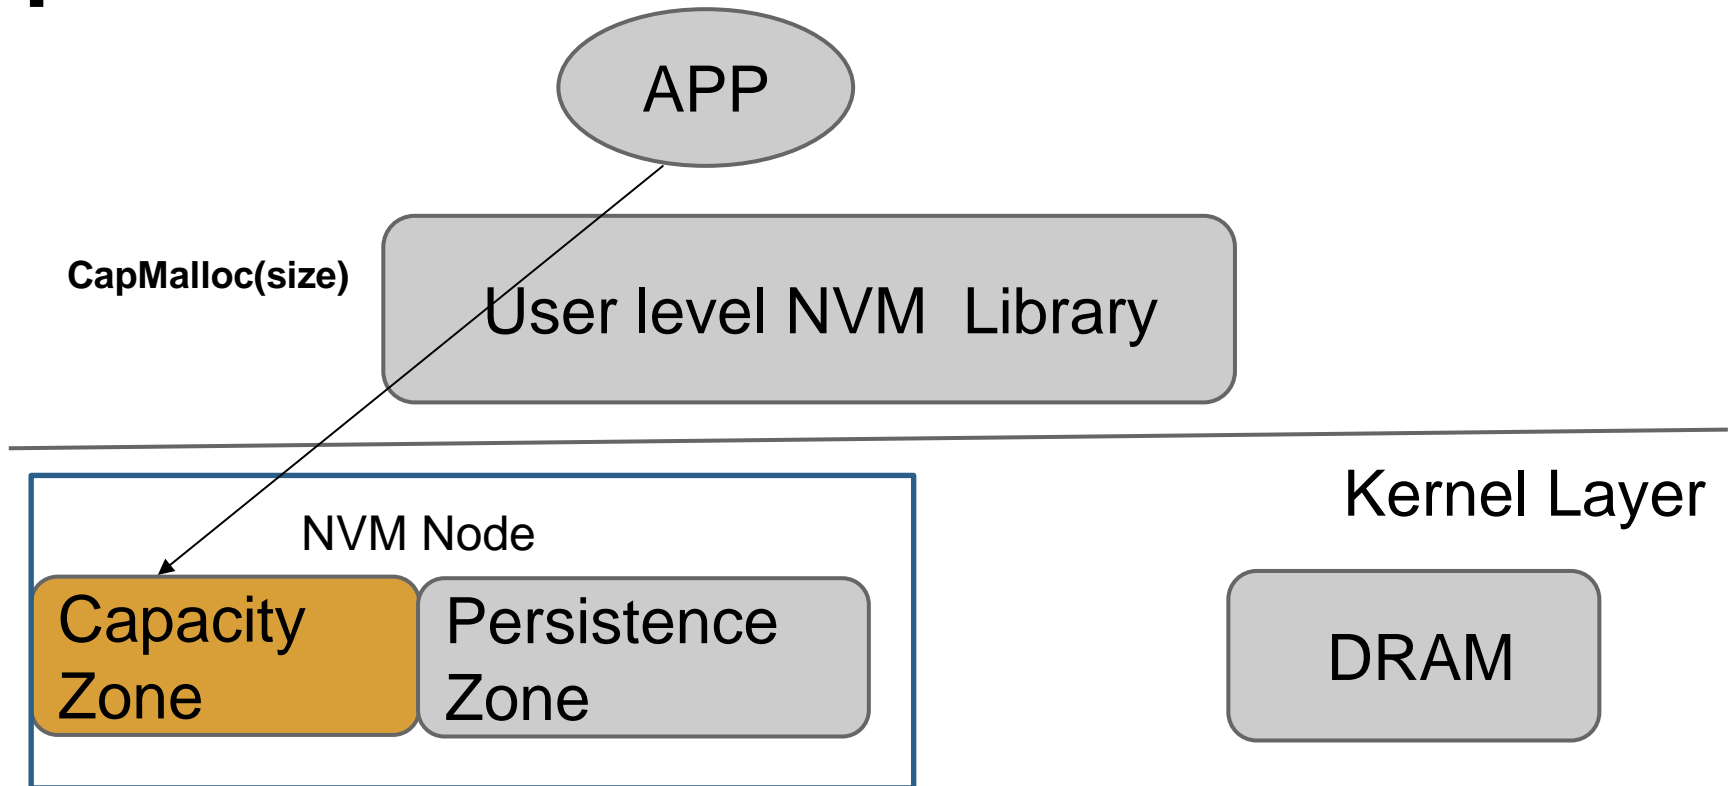 APP
CapMalloc(size)
User level NVM  Library
Kernel Layer
NVM Node
Capacity
Zone
Persistence
Zone
DRAM